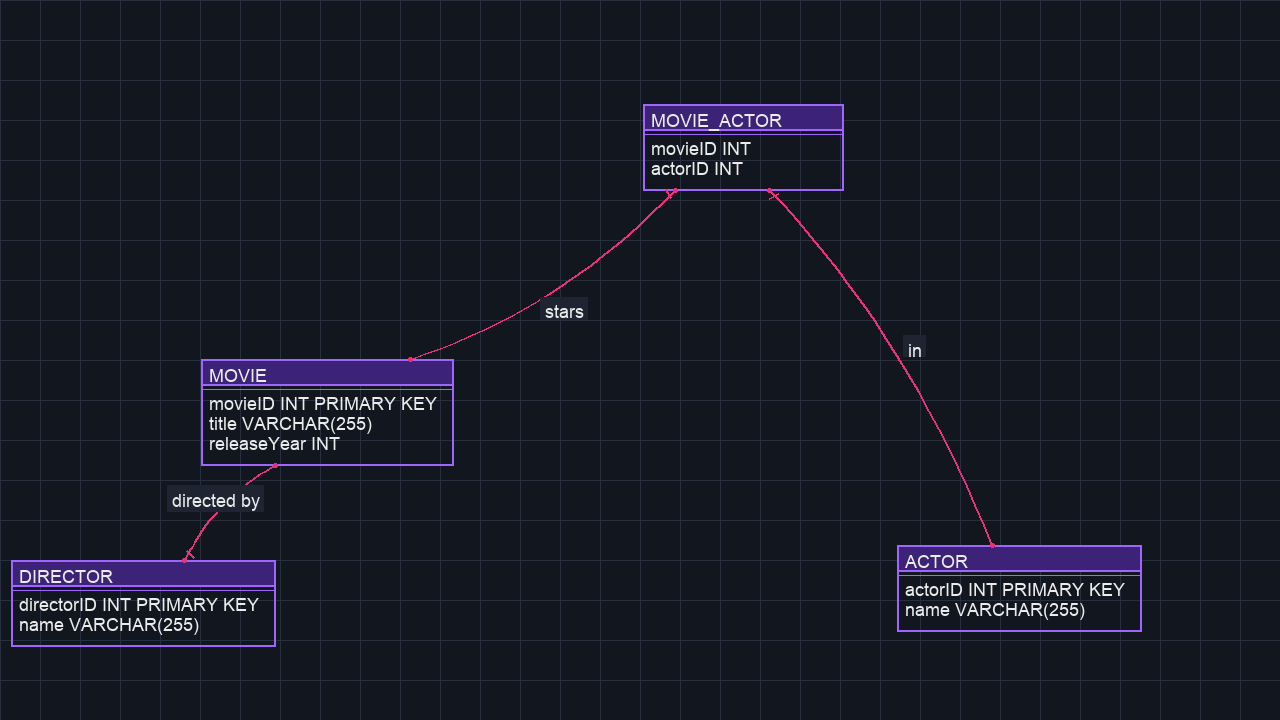 MOVIE_ACTOR
movieID INT
actorID INT
stars
in
MOVIE
movieID INT PRIMARY KEY
title VARCHAR(255)
releaseYear INT
directed by
DIRECTOR
directorID INT PRIMARY KEY
name VARCHAR(255)
ACTOR
actorID INT PRIMARY KEY
name VARCHAR(255)